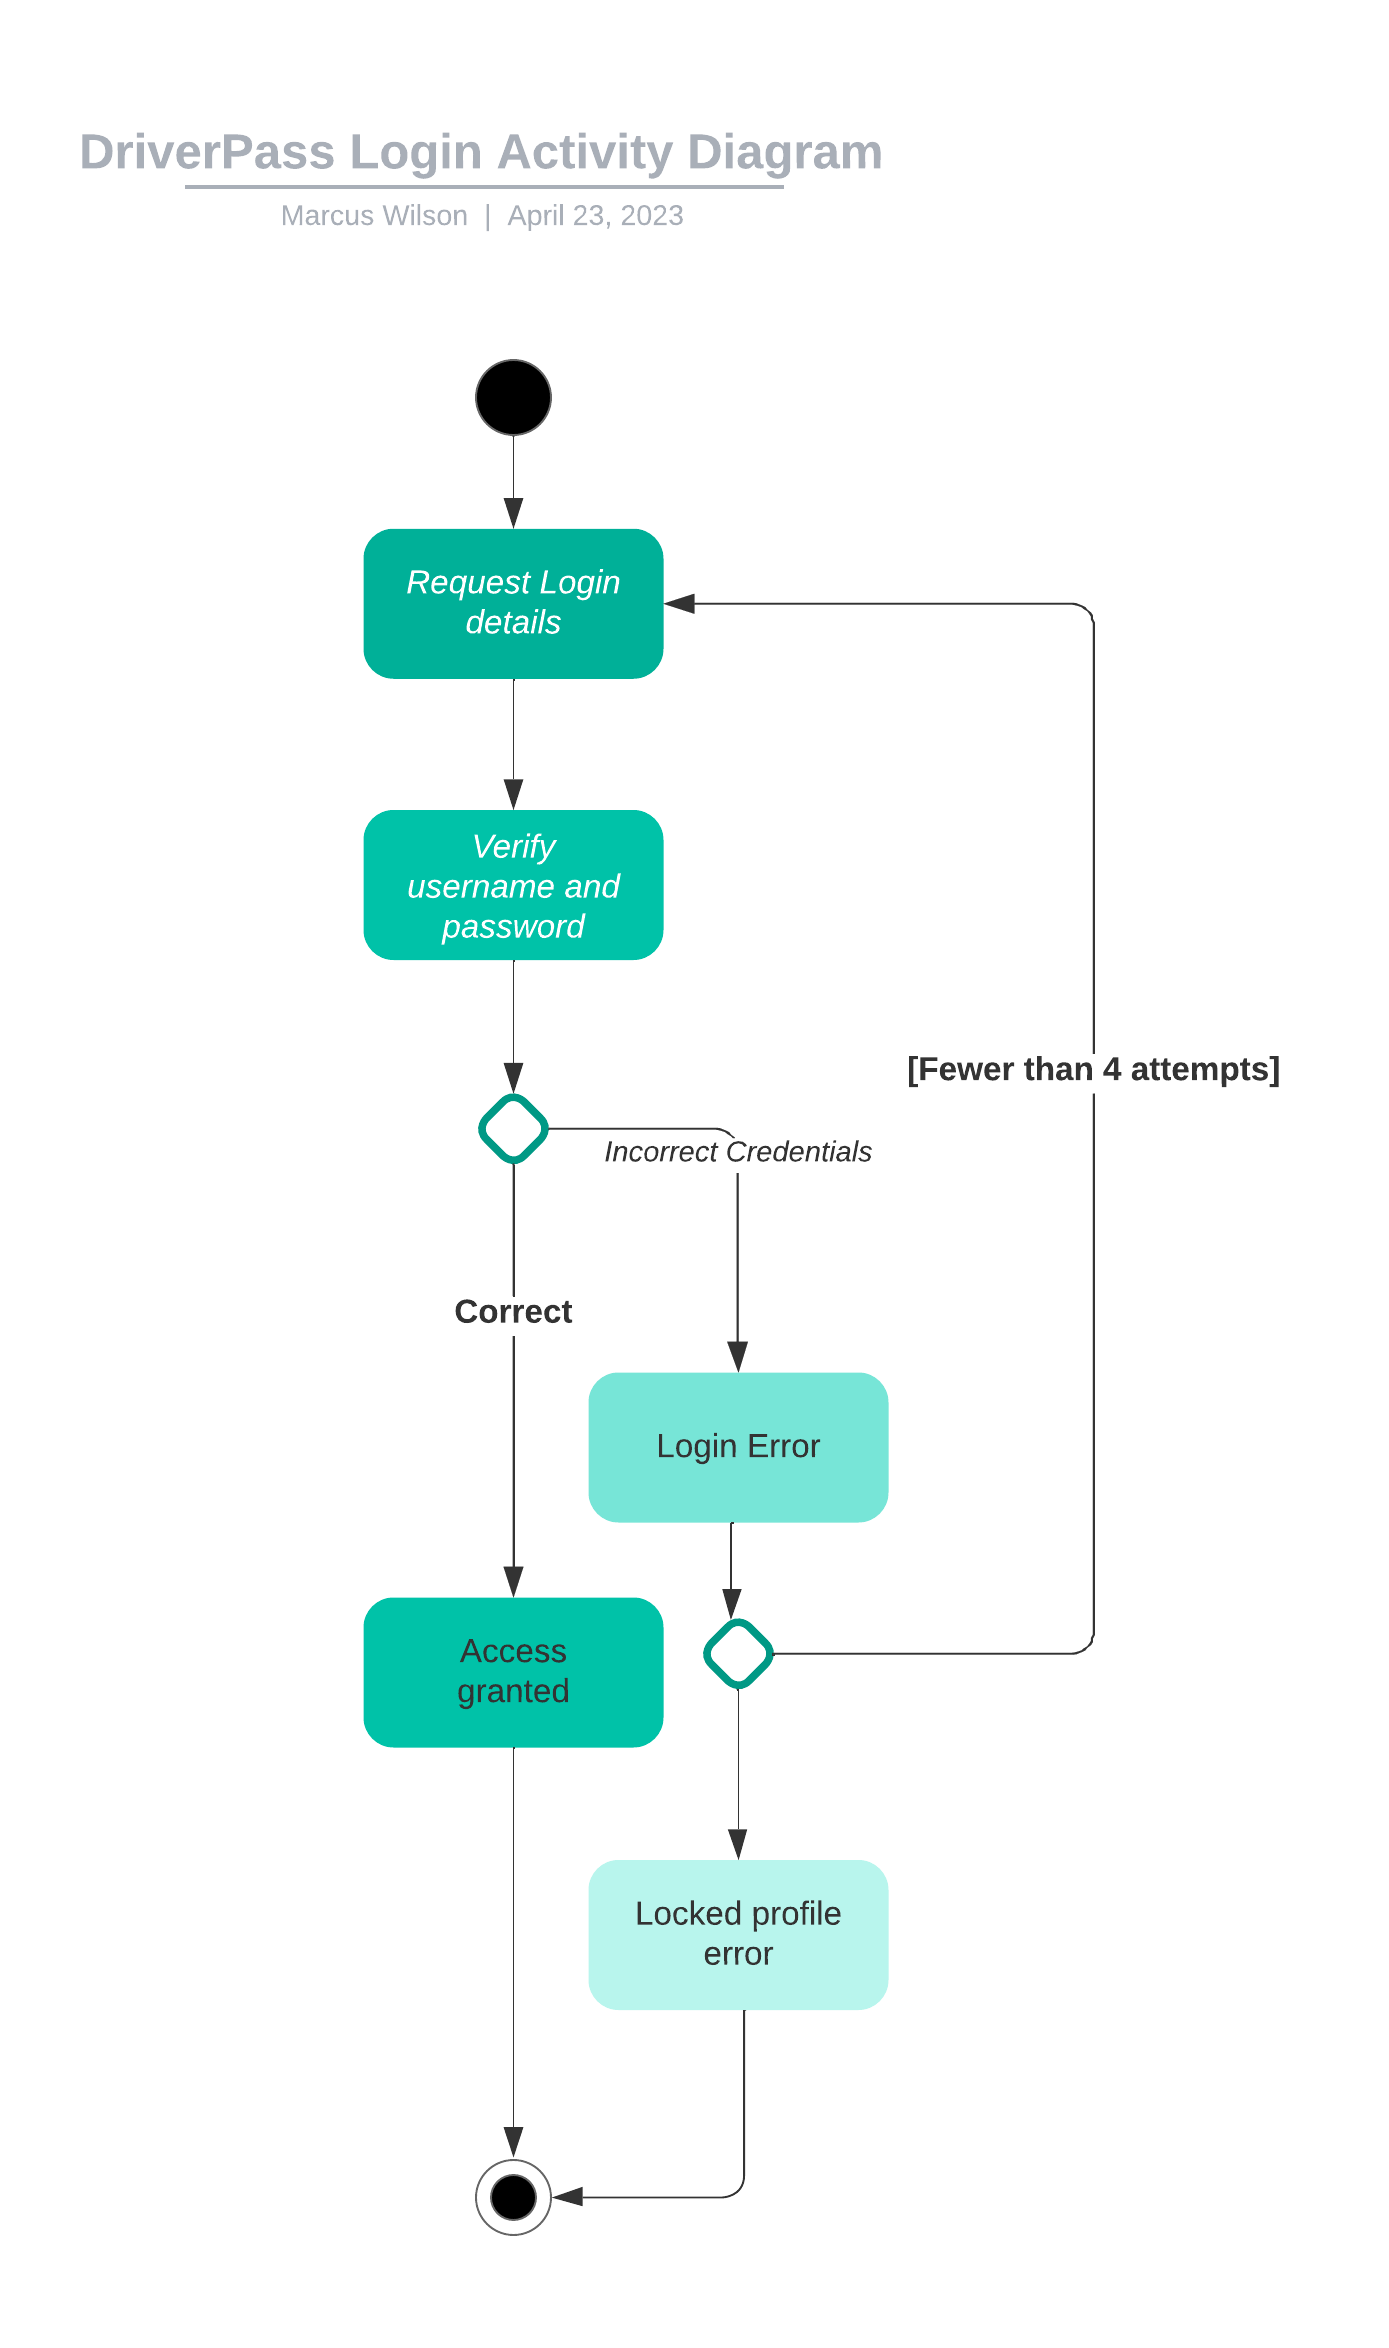 DriverPass Login Activity Diagram
Marcus Wilson | April 23, 2023
Request Login
details
Verify
username and
password
[Fewer than 4 attempts]
Incorrect Credentials
Correct
Login Error
Access
granted
Locked profile
error